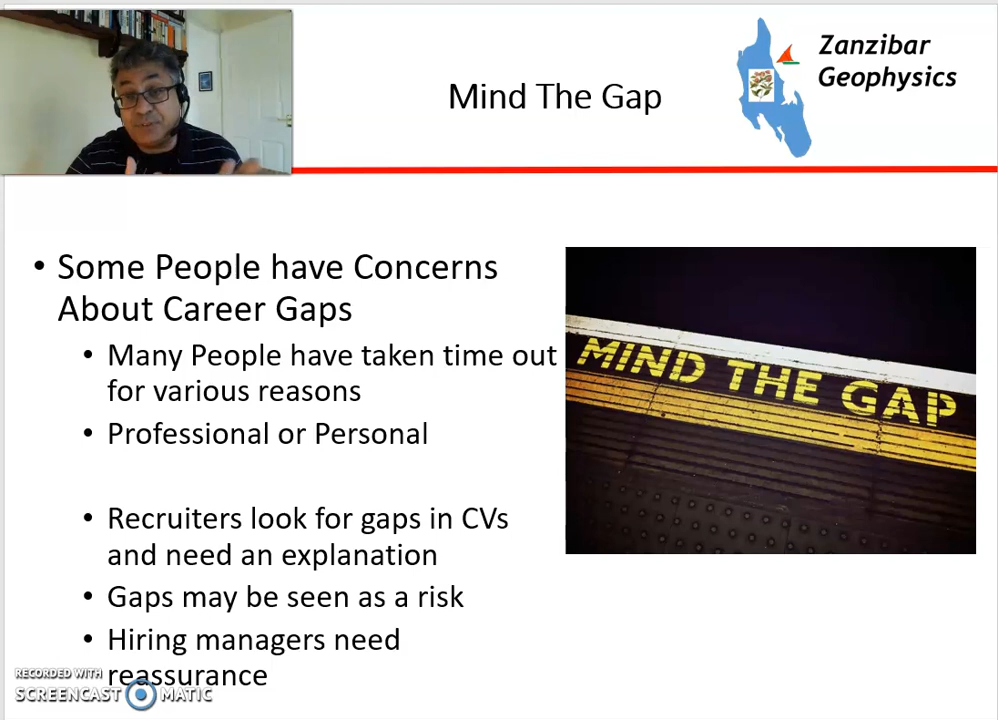 Mind The Gap
Zanzibar
Geophysics
• Some People have Concerns
About Career Gaps
• Many People have taken time out
for various reasons
• Professional or Personal
• Recruiters look for gaps in CVs
and need an explanation
• Gaps may be seen as a risk
• Hiring managers need
reassurance
MIND THE GAP
RECORDED WITH
SCREENCAST MATIC